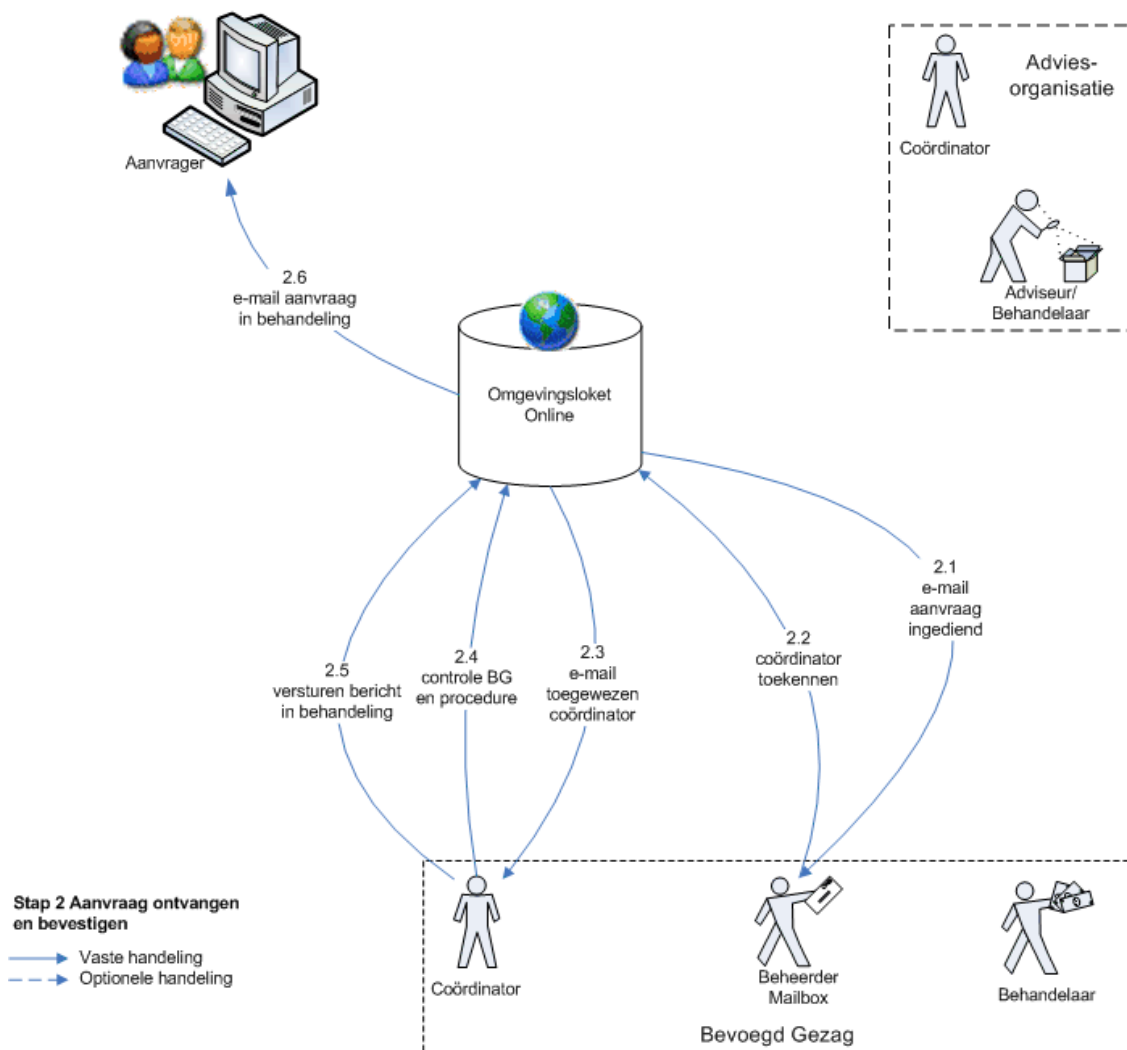 Advies-
organisatie
Coördinator
Adviseur/
Behandelaar
Aanvrager
2.6
e-mail aanvraag
in behandeling
Omgevingsloket
Online
2.1
e-mail
aanvraag
ingediend
2.2
coördinator
toekennen
2.3
e-mail
toegewezen
coördinator
2.4
controle BG
en procedure
2.5
versturen bericht
in behandeling
Stap 2 Aanvraag ontvangen
en bevestigen
Vaste handeling
Optionele handeling
Coördinator
Beheerder
Mailbox
Behandelaar
Bevoegd Gezag